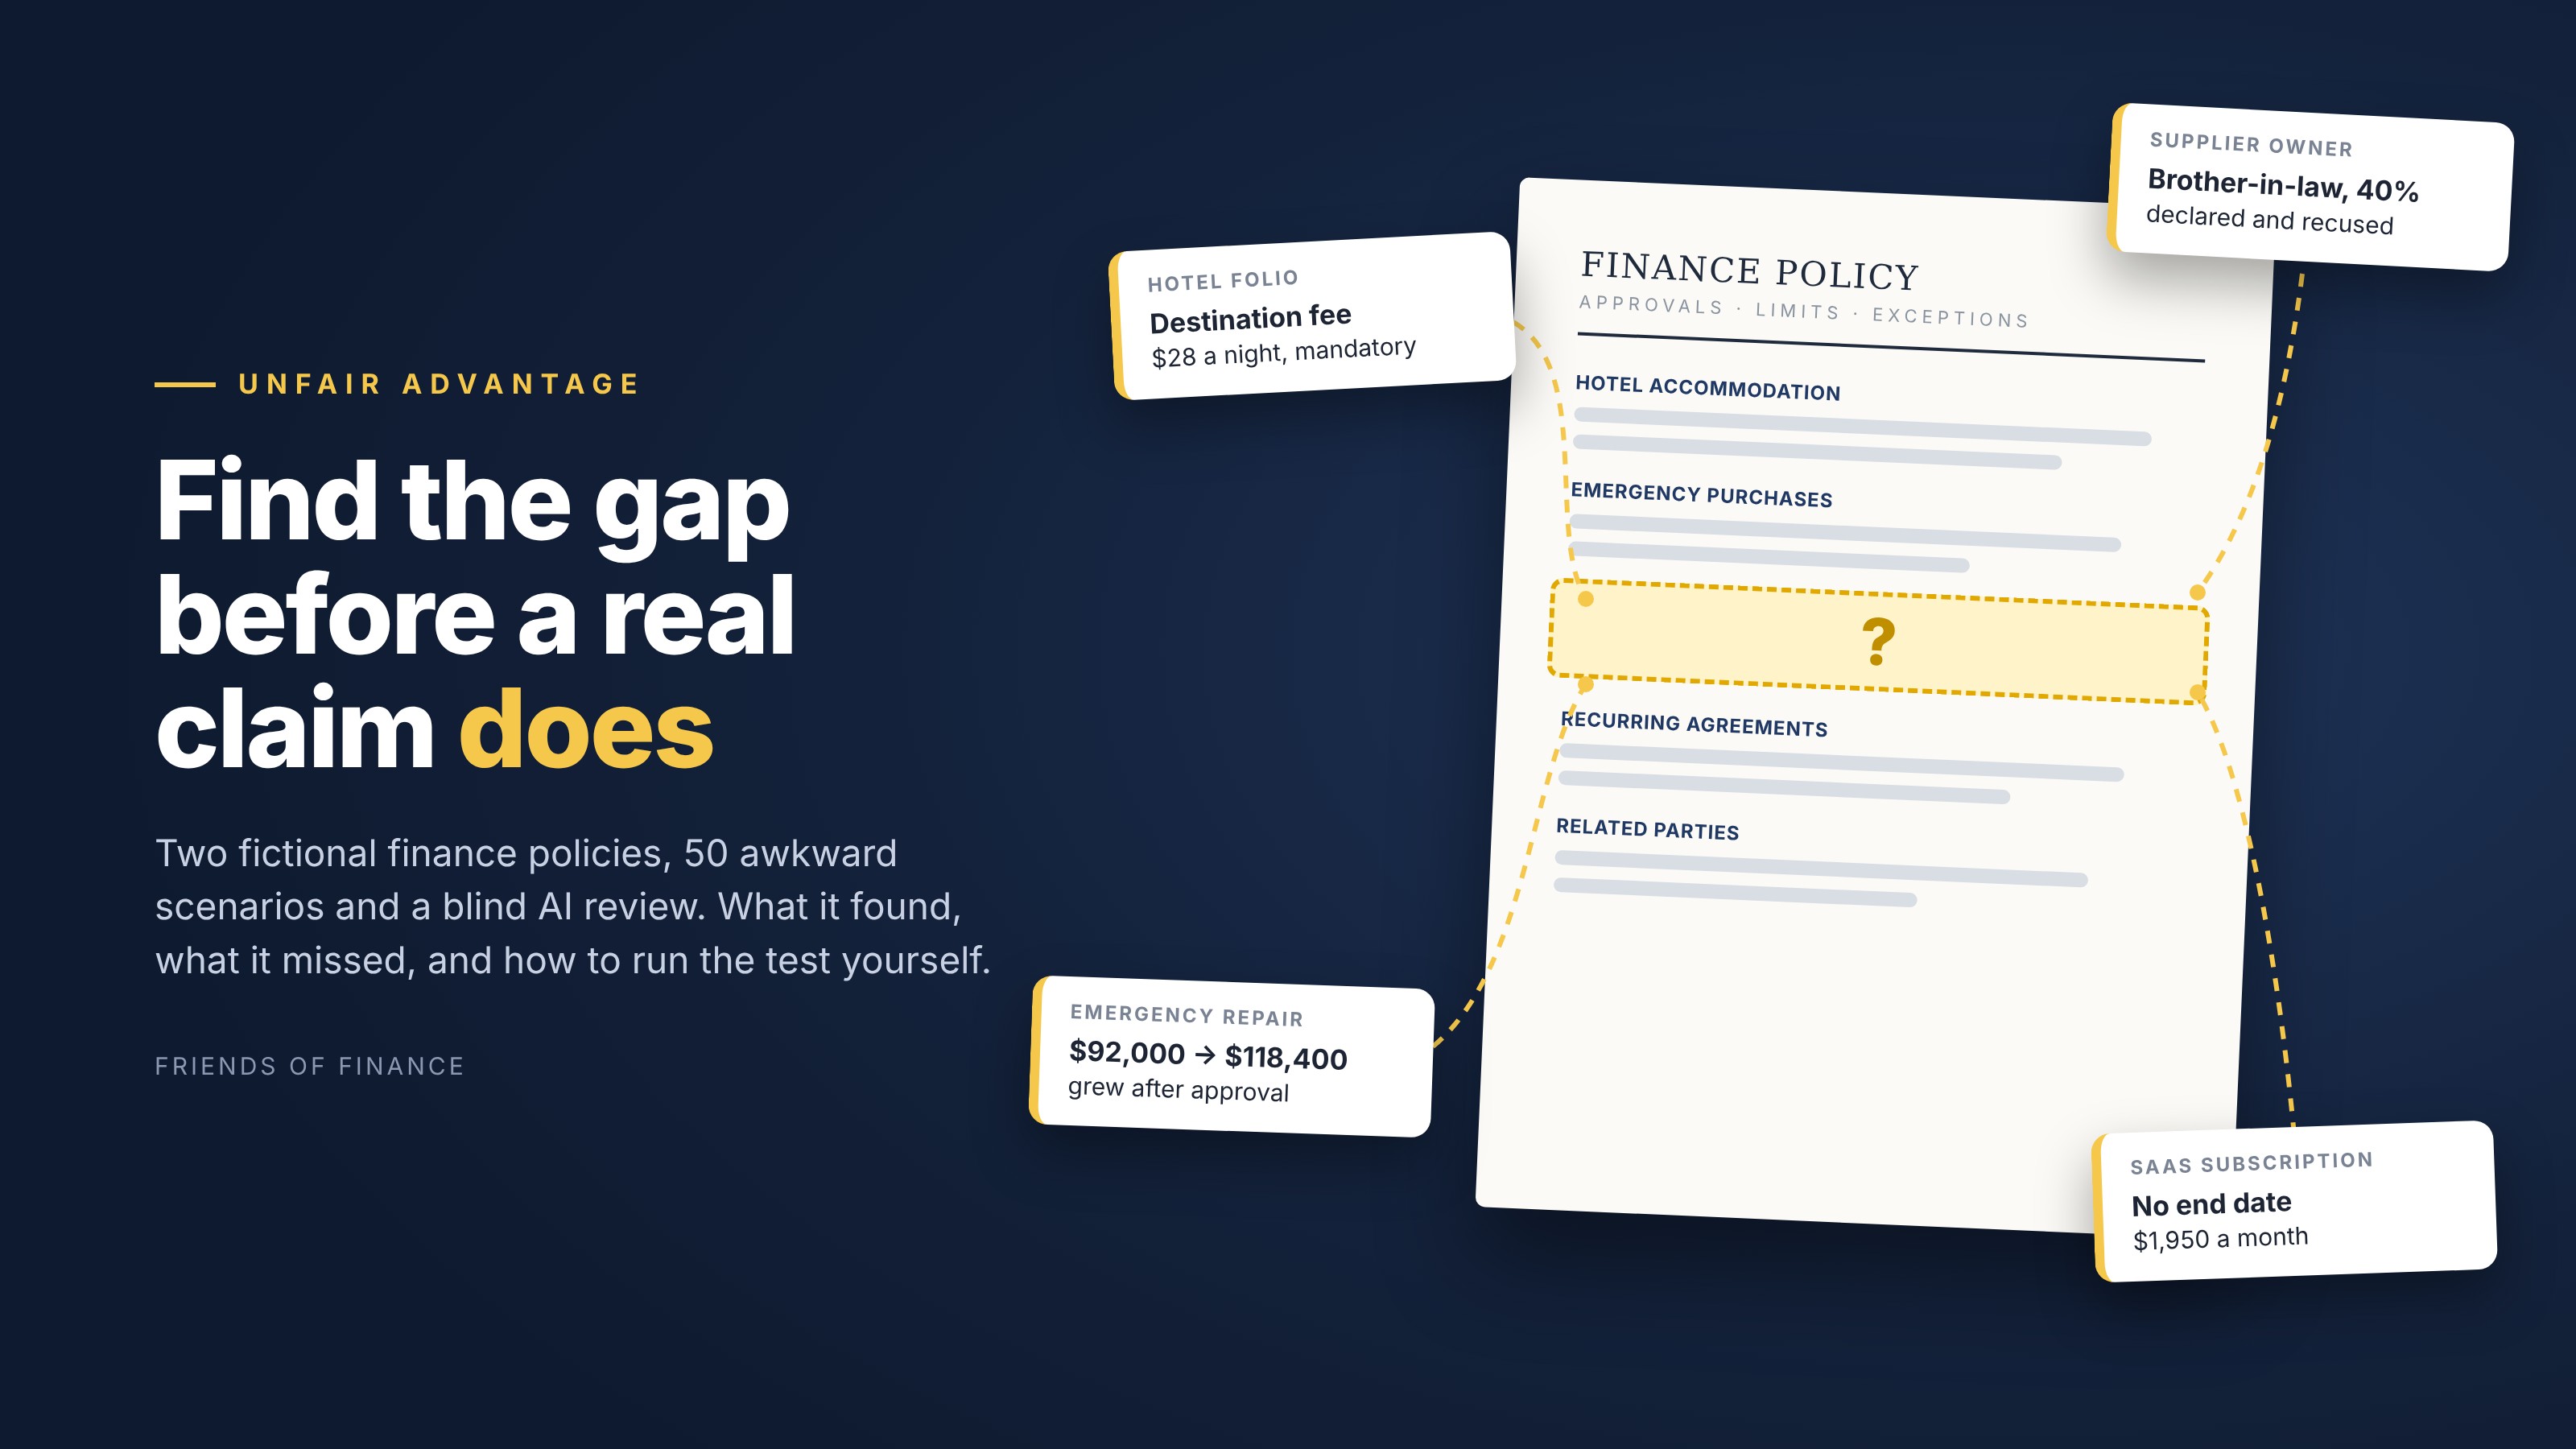 UNFAIR ADVANTAGE
Find the gap
before a real
claim does
Two fictional finance policies, 50 awkward
scenarios and a blind AI review. What it found,
what it missed, and how to run the test yourself.
FRIENDS OF FINANCE
HOTEL FOLIO
Destination fee
$28 a night, mandatory
SUPPLIER OWNER
Brother-in-law, 40%
declared and recused
FINANCE POLICY
APPROVALS · LIMITS · EXCEPTIONS
HOTEL ACCOMMODATION
EMERGENCY PURCHASES
?
RECURRING AGREEMENTS
RELATED PARTIES
EMERGENCY REPAIR
$92,000 → $118,400
grew after approval
SAAS SUBSCRIPTION
No end date
$1,950 a month